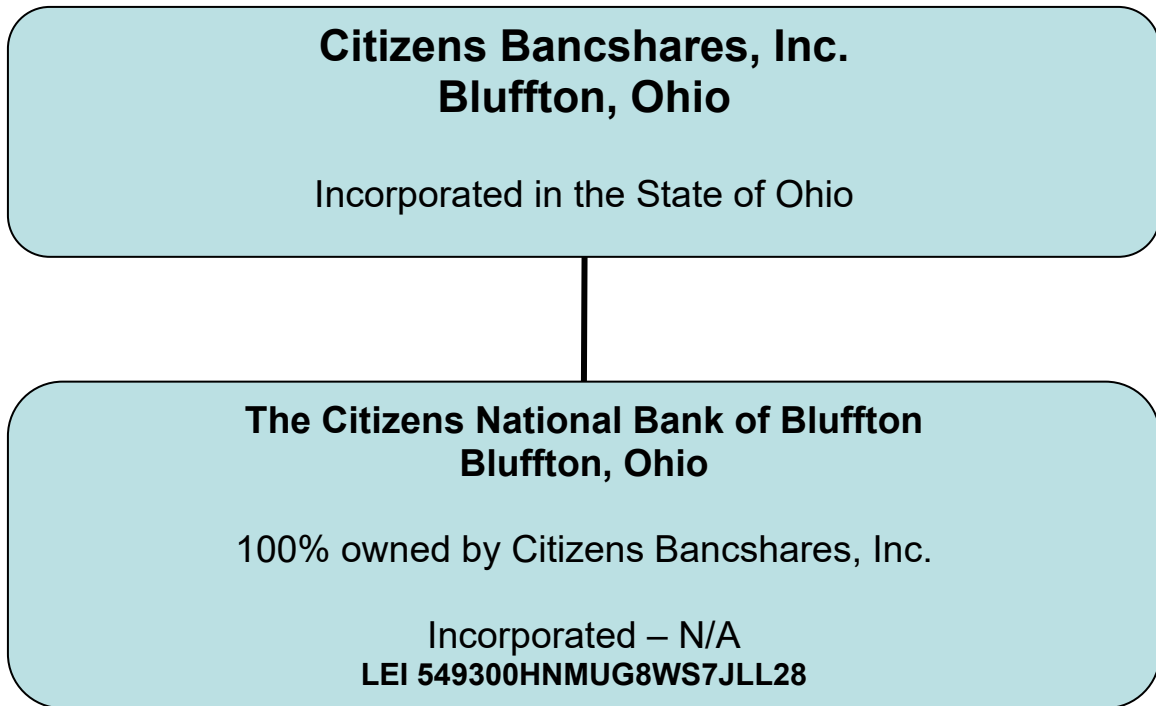 Citizens Bancshares, Inc.
Bluffton, Ohio
Incorporated in the State of Ohio
The Citizens National Bank of Bluffton
Bluffton, Ohio
100% owned by Citizens Bancshares, Inc.
Incorporated – N/A
LEI 549300HNMUG8WS7JLL28